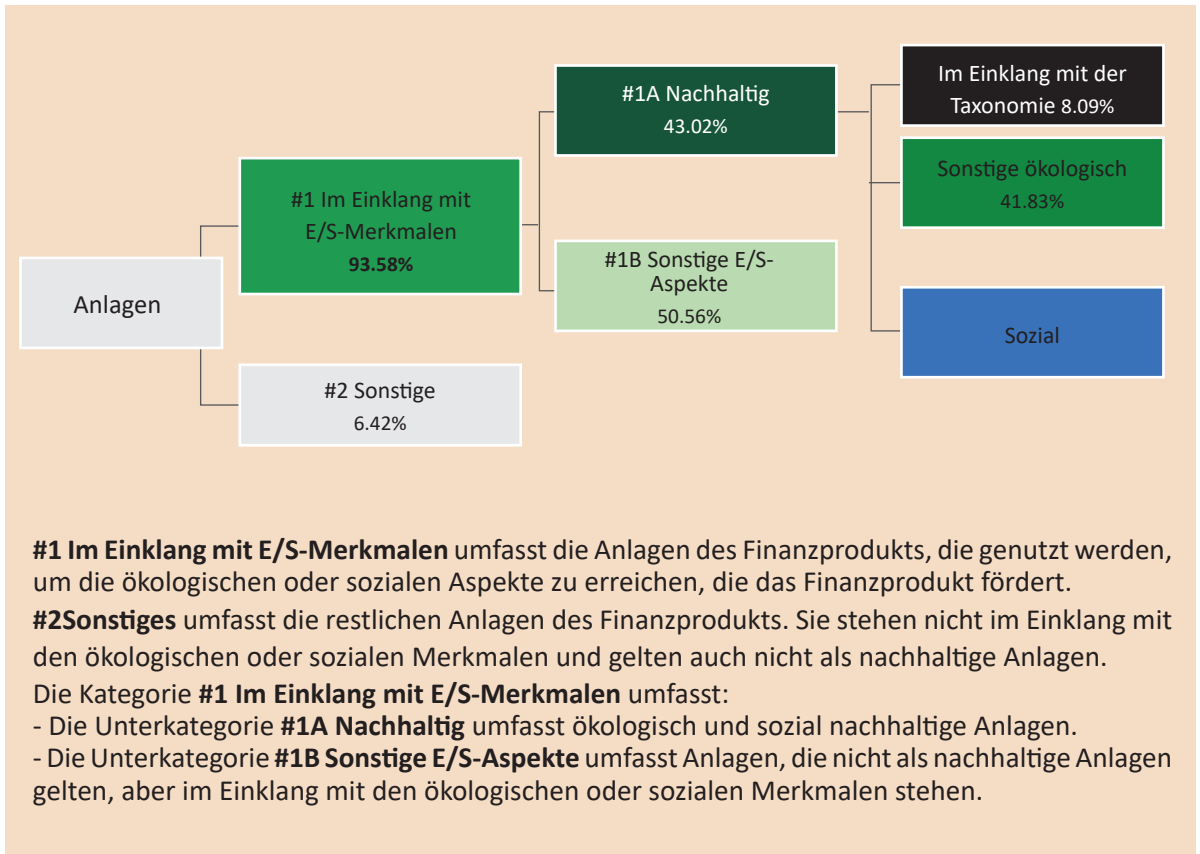 Anlagen
#1 Im Einklang mit
E/S-Merkmalen
93.58%
#2 Sonstige
6.42%
#1A Nachhaltig
43.02%
#1B Sonstige E/S-
Aspekte
50.56%
Im Einklang mit der
Taxonomie 8.09%
Sonstige ökologisch
41.83%
Sozial
#1 Im Einklang mit E/S-Merkmalen umfasst die Anlagen des Finanzprodukts, die genutzt werden,
um die ökologischen oder sozialen Aspekte zu erreichen, die das Finanzprodukt fördert.
#2Sonstiges umfasst die restlichen Anlagen des Finanzprodukts. Sie stehen nicht im Einklang mit
den ökologischen oder sozialen Merkmalen und gelten auch nicht als nachhaltige Anlagen.
Die Kategorie #1 Im Einklang mit E/S-Merkmalen umfasst:
- Die Unterkategorie #1A Nachhaltig umfasst ökologisch und sozial nachhaltige Anlagen.
- Die Unterkategorie #1B Sonstige E/S-Aspekte umfasst Anlagen, die nicht als nachhaltige Anlagen
gelten, aber im Einklang mit den ökologischen oder sozialen Merkmalen stehen.